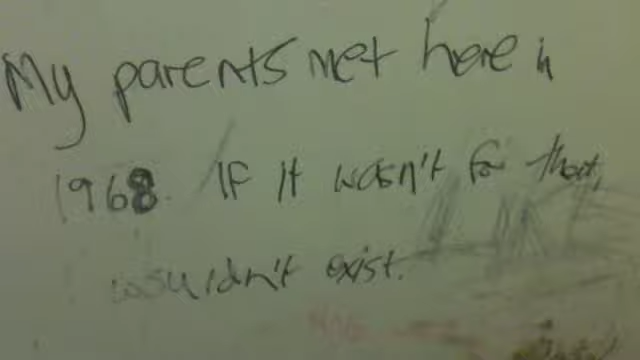 My parents met here in
1968. If it wasn't for that,
wouldn't exist.